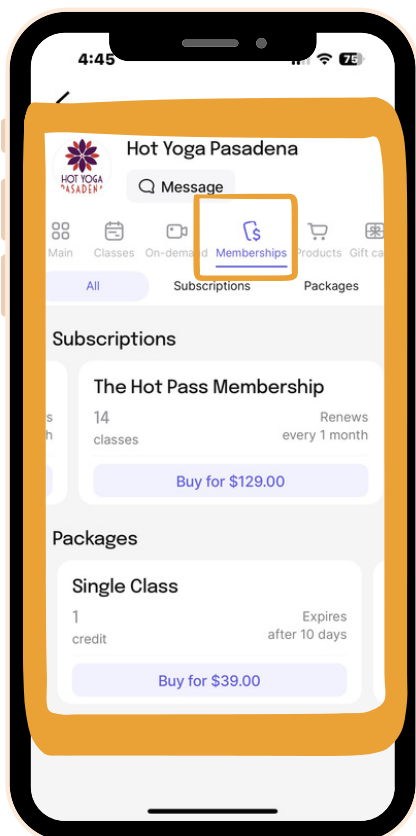 4:45
75
Hot Yoga Pasadena
HOT YOGA
PASADENA
Message
Main Classes On-demand Memberships Products Gift ca
All Subscriptions Packages
Subscriptions
The Hot Pass Membership
s 14 Renews
h classes every 1 month
Buy for $129.00
Packages
Single Class
1 Expires
credit after 10 days
Buy for $39.00